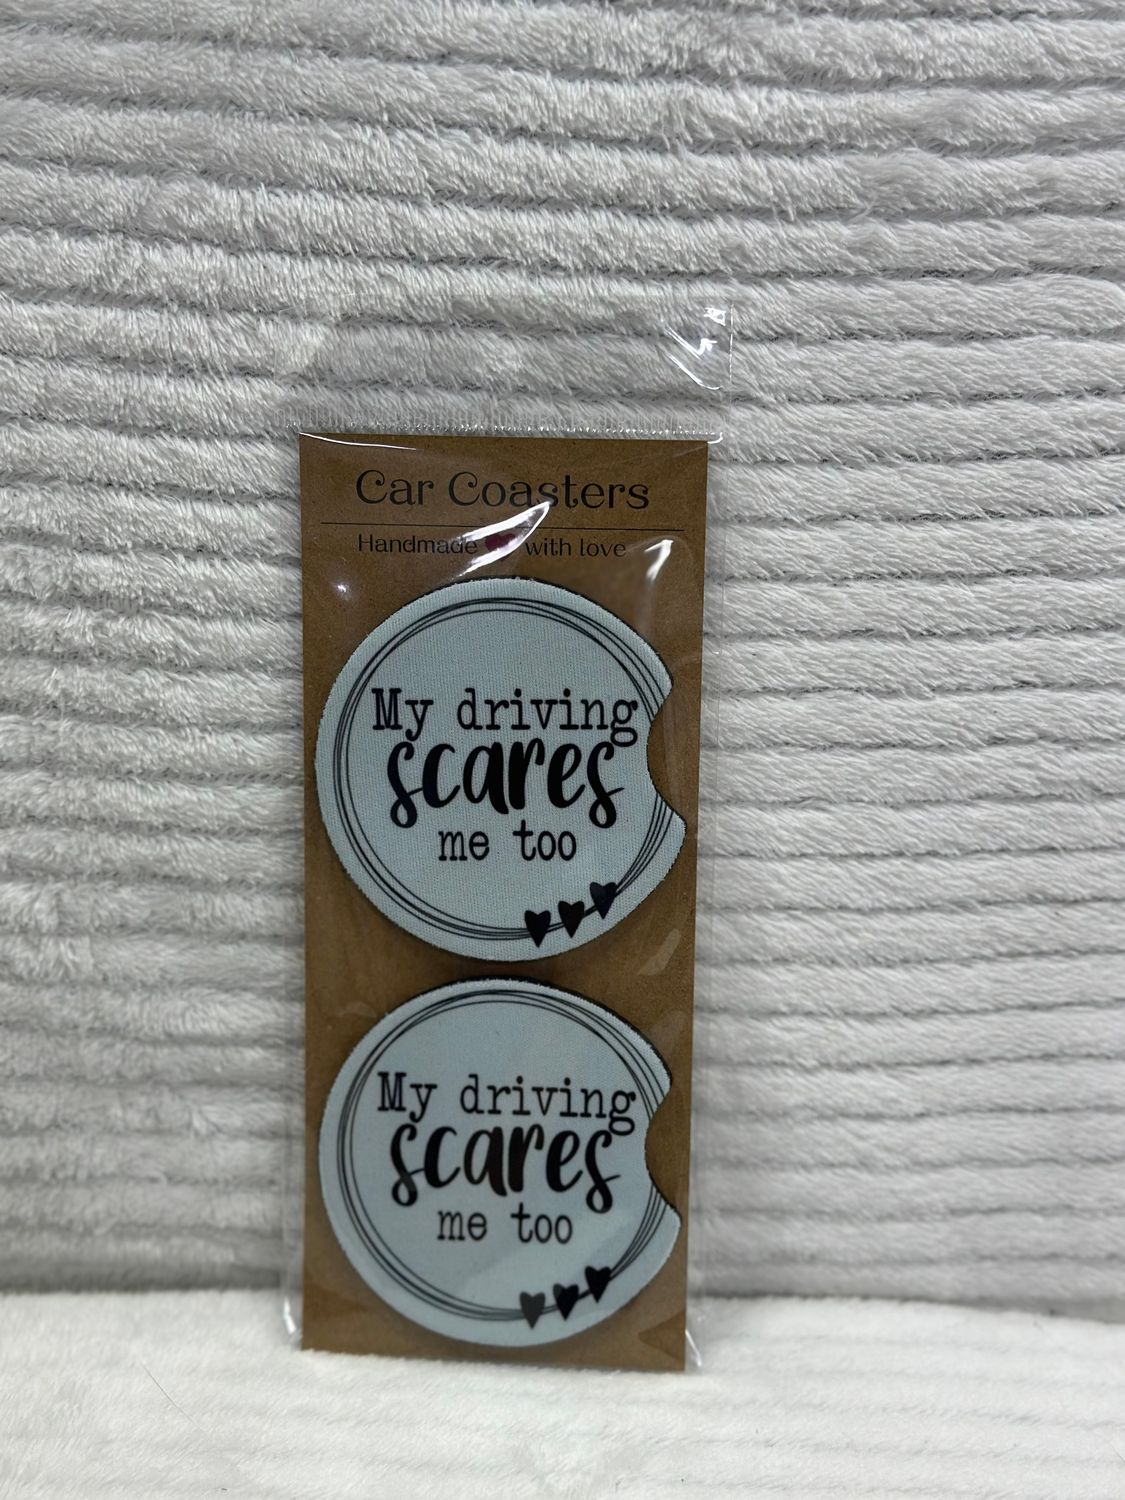 Car Coasters
Handmade with love
My driving
scares
me too
My driving
scares
me too